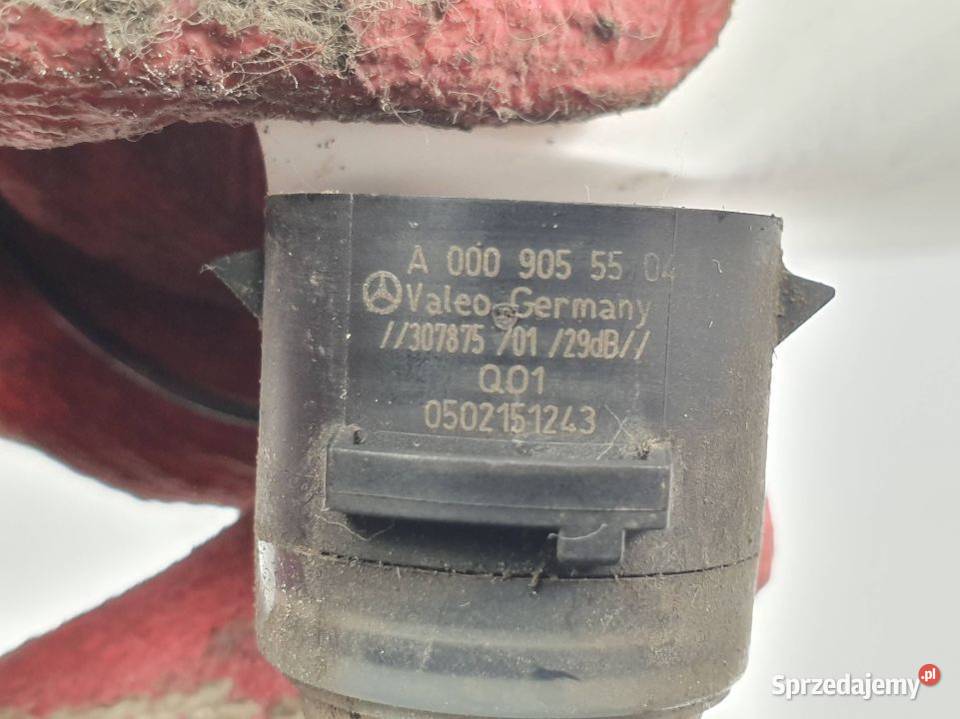 A 000 905 55 04
Valeo Germany
//307875 /01 /29dB//
Q01
0502151243
Sprzedajemy.pl